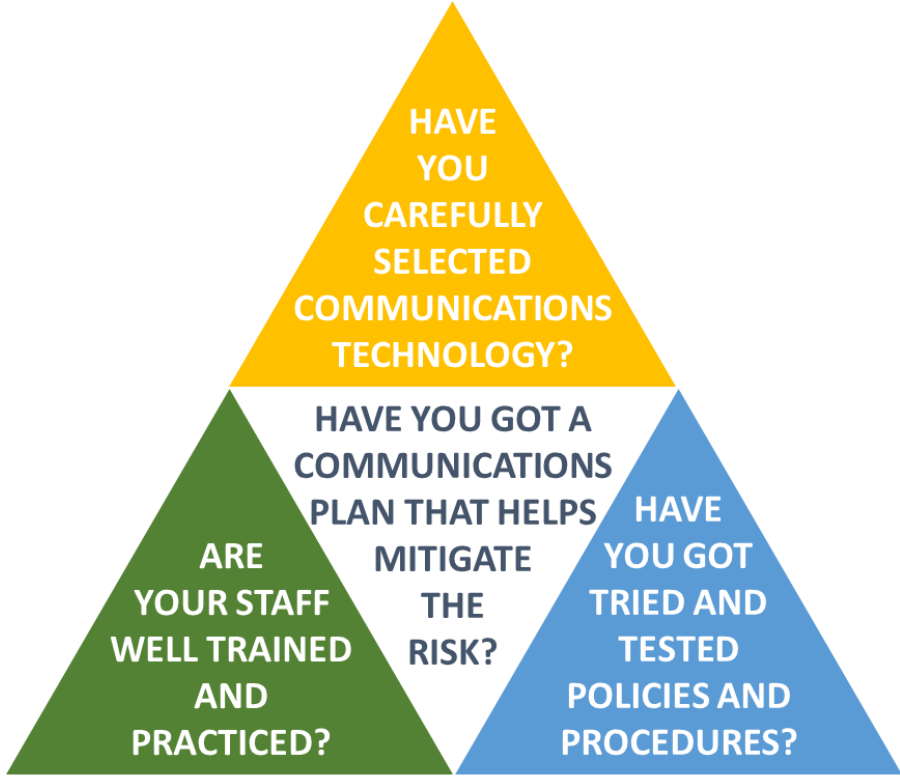 HAVE
YOU
CAREFULLY
SELECTED
COMMUNICATIONS
TECHNOLOGY?
HAVE YOU GOT A
COMMUNICATIONS
PLAN THAT HELPS
MITIGATE
THE
RISK?
ARE
YOUR STAFF
WELL TRAINED
AND
PRACTICED?
HAVE
YOU GOT
TRIED AND
TESTED
POLICIES AND
PROCEDURES?